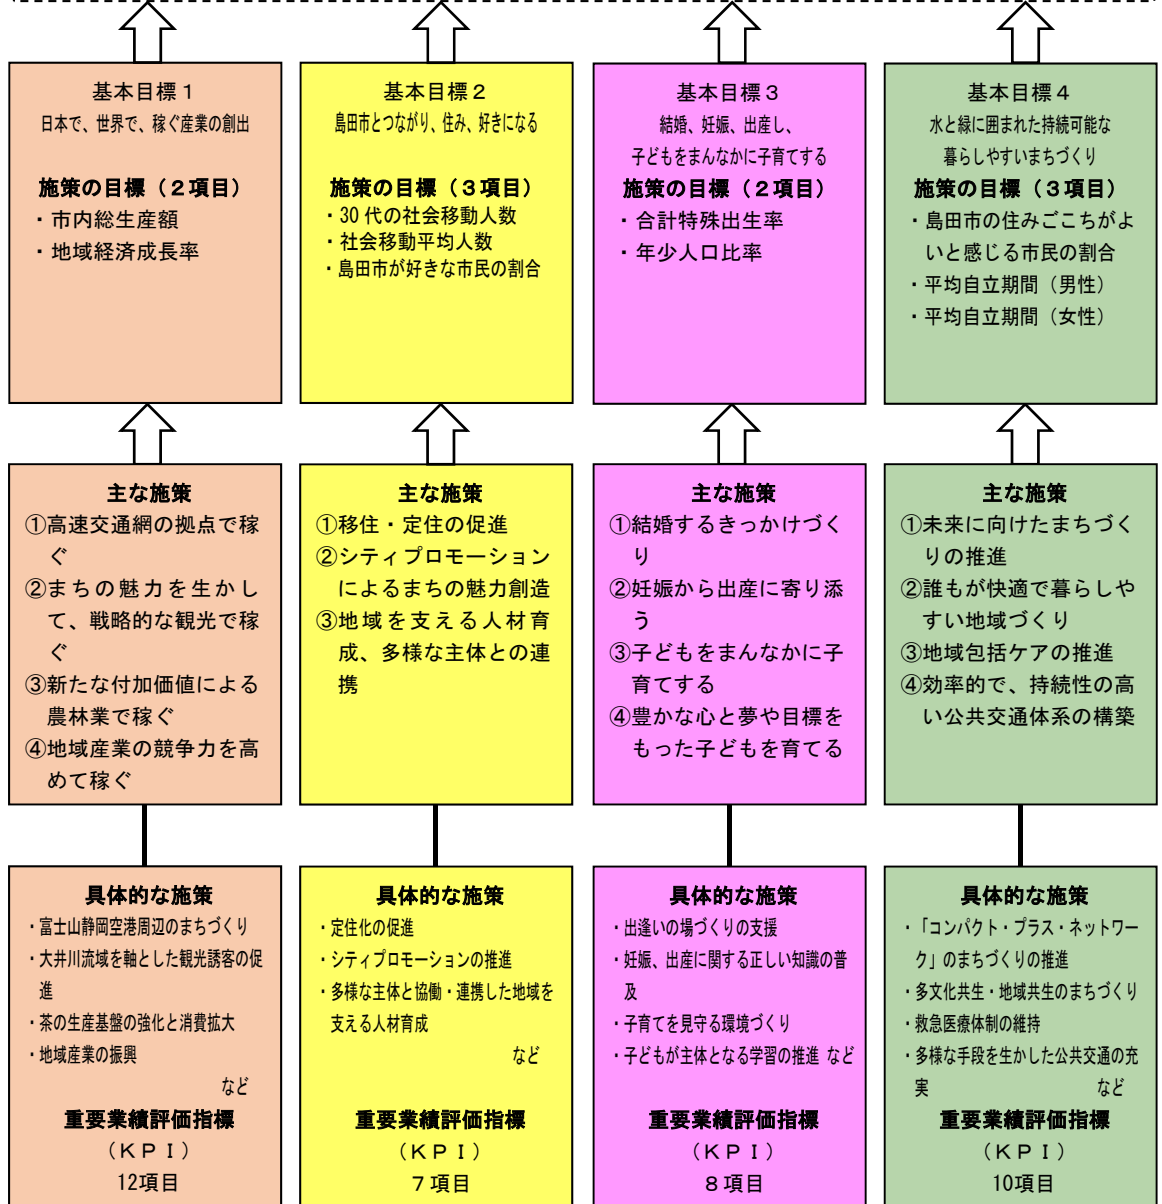 基本目標１
日本で、世界で、稼ぐ産業の創出
施策の目標（２項目）
・市内総生産額
・地域経済成長率
基本目標２
島田市とつながり、住み、好きになる
施策の目標（３項目）
・30代の社会移動人数
・社会移動平均人数
・島田市が好きな市民の割合
基本目標３
結婚、妊娠、出産し、
子どもをまんなかに子育てする
施策の目標（２項目）
・合計特殊出生率
・年少人口比率
基本目標４
水と緑に囲まれた持続可能な
暮らしやすいまちづくり
施策の目標（３項目）
・島田市の住みごこちがよ
いと感じる市民の割合
・平均自立期間（男性）
・平均自立期間（女性）
主な施策
①高速交通網の拠点で稼
ぐ
②まちの魅力を生かし
て、戦略的な観光で稼
ぐ
③新たな付加価値による
農林業で稼ぐ
④地域産業の競争力を高
めて稼ぐ
主な施策
①移住・定住の促進
②シティプロモーション
によるまちの魅力創造
③地域を支える人材育
成、多様な主体との連
携
主な施策
①結婚するきっかけづく
り
②妊娠から出産に寄り添
う
③子どもをまんなかに子
育てする
④豊かな心と夢や目標を
もった子どもを育てる
主な施策
①未来に向けたまちづく
りの推進
②誰もが快適で暮らしや
すい地域づくり
③地域包括ケアの推進
④効率的で、持続性の高
い公共交通体系の構築
具体的な施策
・富士山静岡空港周辺のまちづくり
・大井川流域を軸とした観光誘客の促
進
・茶の生産基盤の強化と消費拡大
・地域産業の振興
など
重要業績評価指標
（ＫＰＩ）
12項目
具体的な施策
・定住化の促進
・シティプロモーションの推進
・多様な主体と協働・連携した地域を
支える人材育成
など
重要業績評価指標
（ＫＰＩ）
７項目
具体的な施策
・出逢いの場づくりの支援
・妊娠、出産に関する正しい知識の普
及
・子育てを見守る環境づくり
・子どもが主体となる学習の推進 など
重要業績評価指標
（ＫＰＩ）
８項目
具体的な施策
・「コンパクト・プラス・ネットワー
ク」のまちづくりの推進
・多文化共生・地域共生のまちづくり
・救急医療体制の維持
・多様な手段を生かした公共交通の充
実 など
重要業績評価指標
（ＫＰＩ）
10項目